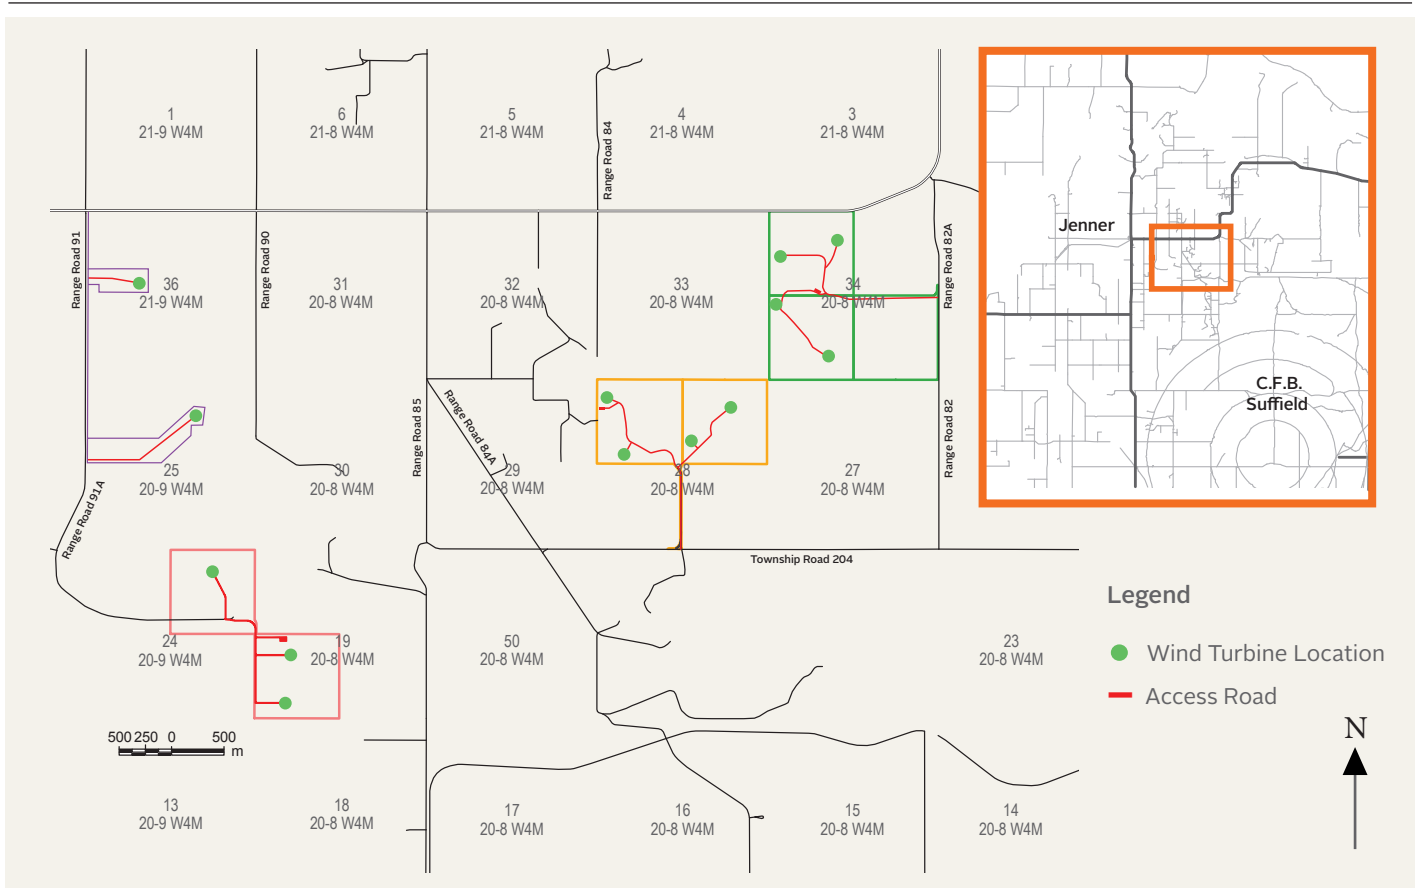 1
21-9 W4M
6
21-8 W4M
5
21-8 W4M
4
21-8 W4M
3
21-8 W4M
Range Road 84
Range Road 91
36
21-9 W4M
Range Road 90
31
20-8 W4M
32
20-8 W4M
33
20-8 W4M
34
20-8 W4M
Range Road 82A
Jenner
C.F.B.
Suffield
25
20-9 W4M
Range Road 91A
30
20-8 W4M
Range Road 85
Range Road 84A
29
20-8 W4M
28
20-8 W4M
27
20-8 W4M
Range Road 82
Township Road 204
24
20-9 W4M
19
20-8 W4M
50
20-8 W4M
23
20-8 W4M
Legend
Wind Turbine Location
Access Road
500 250 0 500
m
N
13
20-9 W4M
18
20-8 W4M
17
20-8 W4M
16
20-8 W4M
15
20-8 W4M
14
20-8 W4M